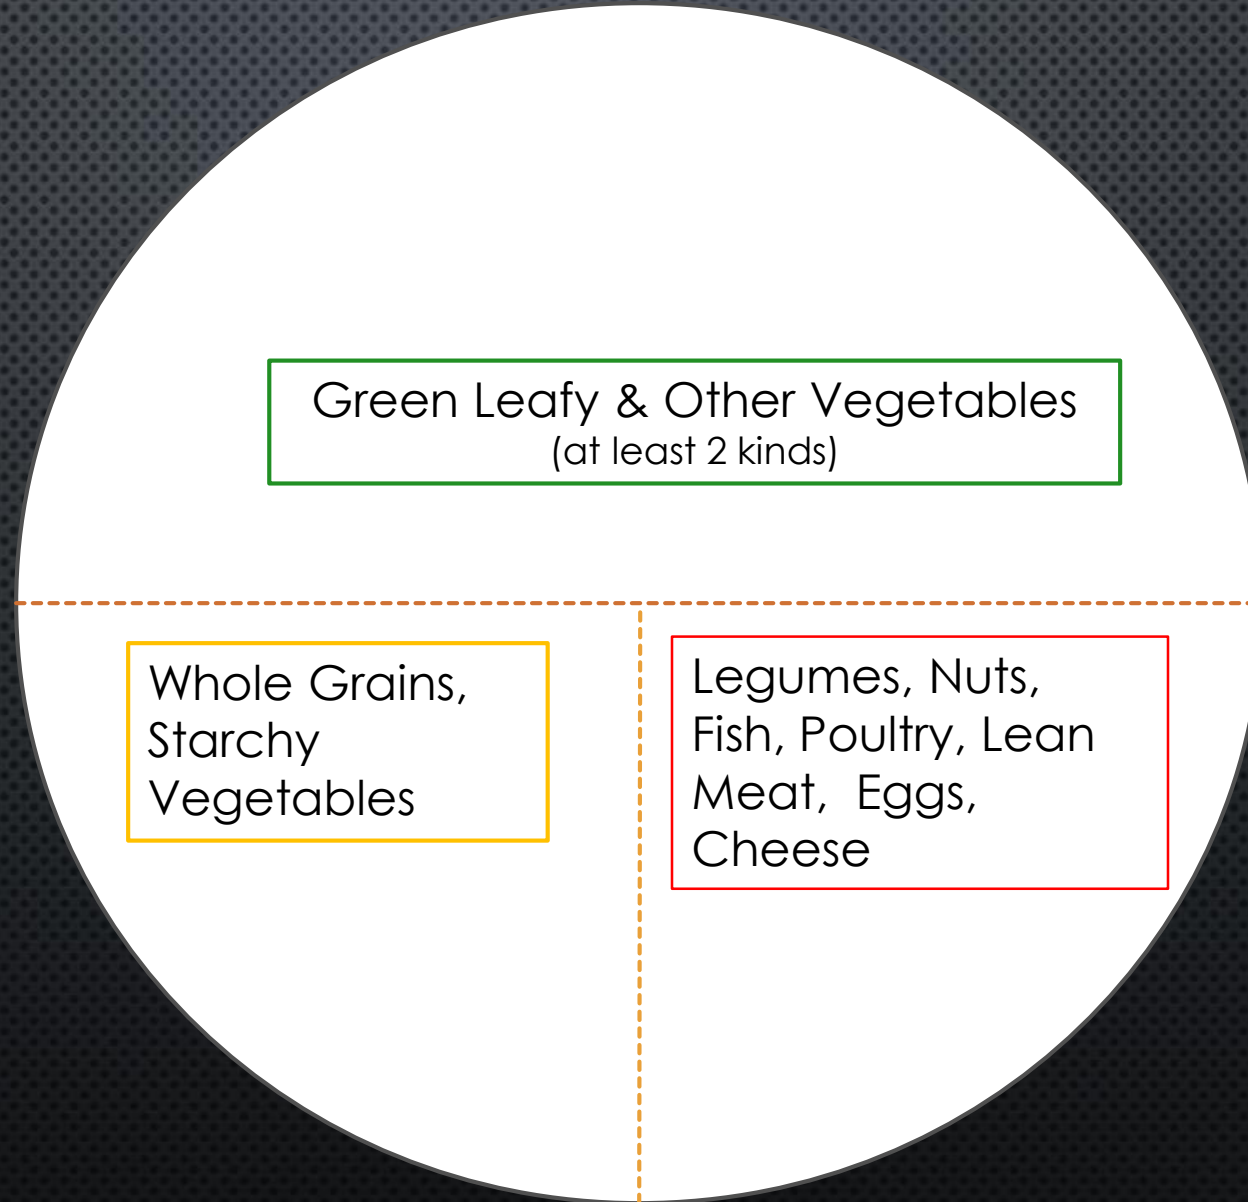 Green Leafy & Other Vegetables
(at least 2 kinds)
Whole Grains,
Starchy
Vegetables
Legumes, Nuts,
Fish, Poultry, Lean
Meat,  Eggs,
Cheese